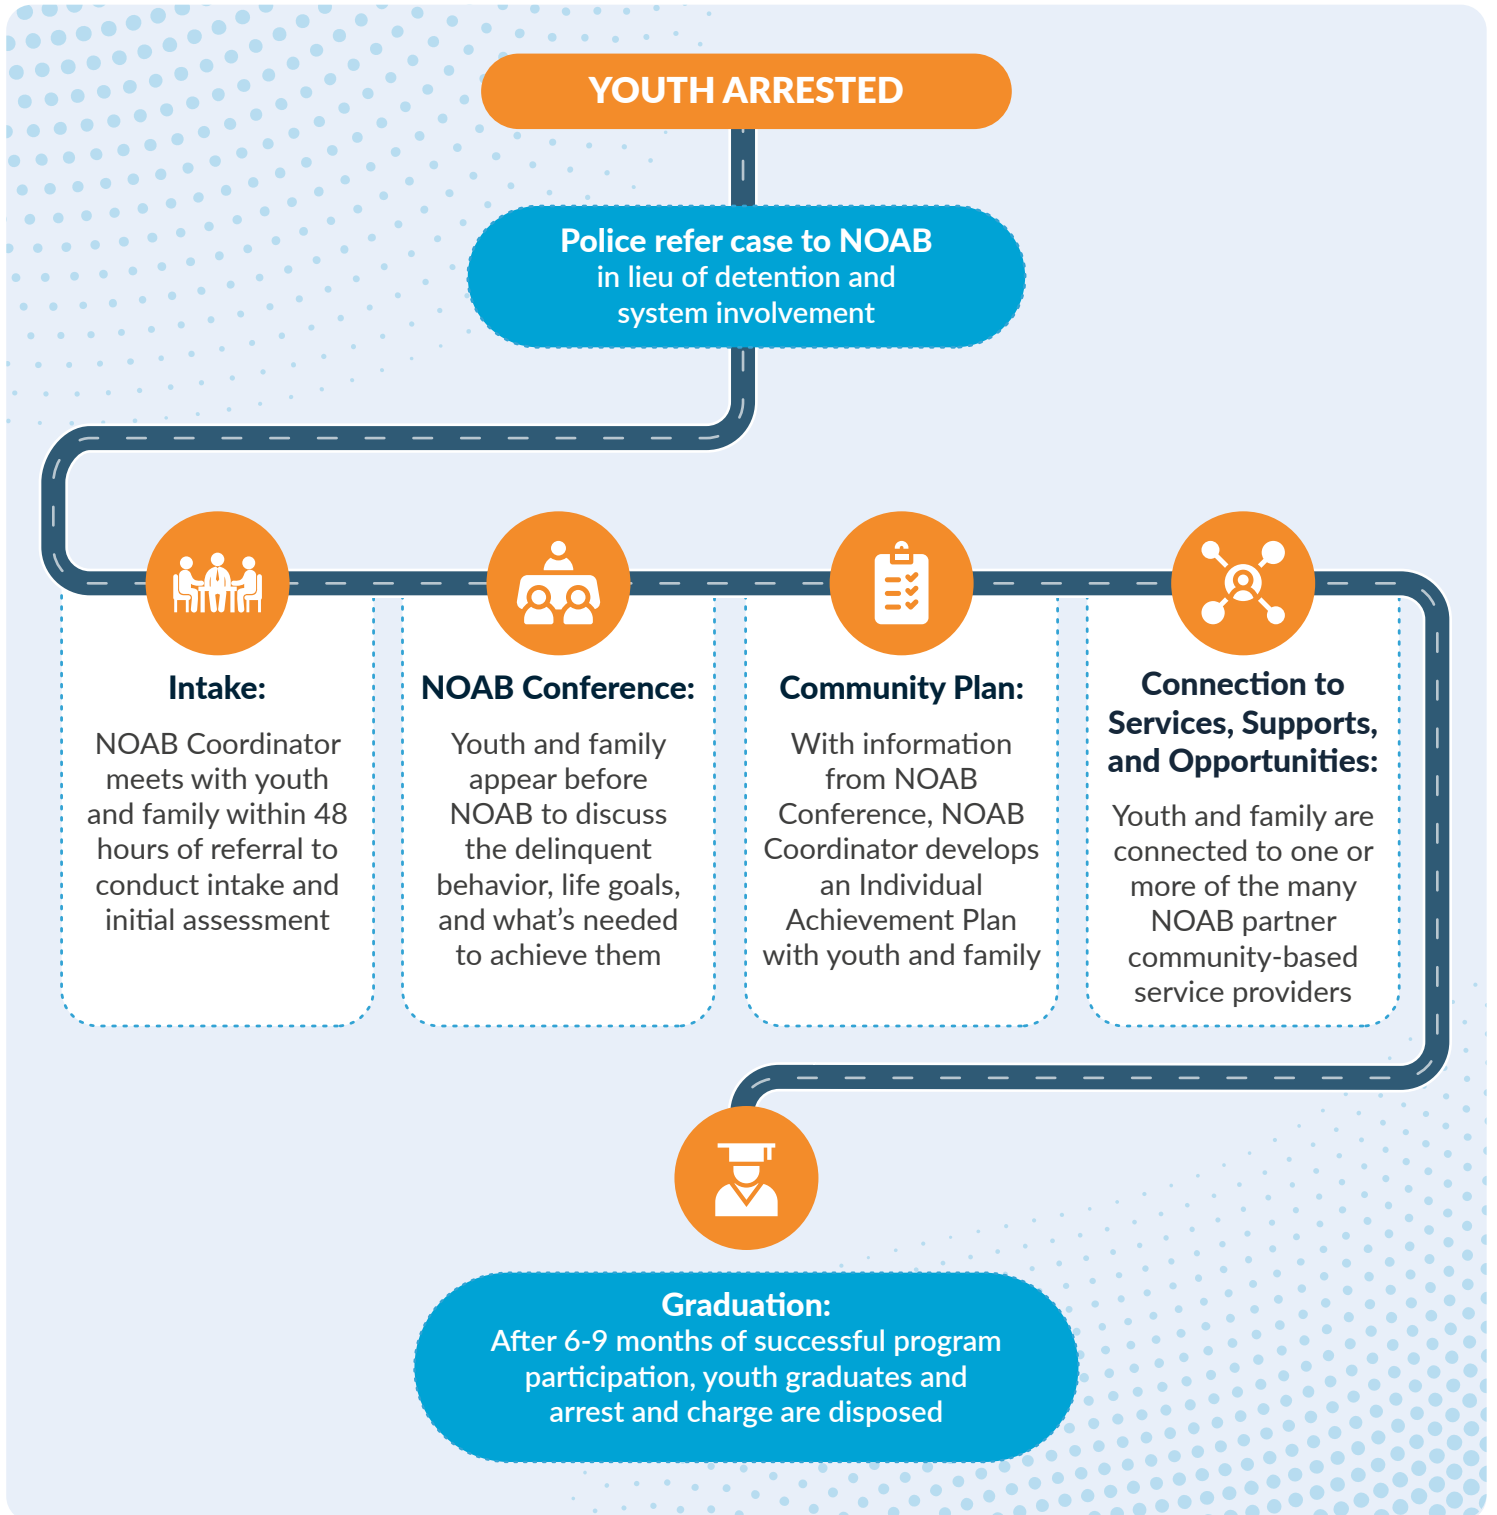 YOUTH ARRESTED
Police refer case to NOAB
in lieu of detention and
system involvement
Intake:
NOAB Coordinator
meets with youth
and family within 48
hours of referral to
conduct intake and
initial assessment
NOAB Conference:
Youth and family
appear before
NOAB to discuss
the delinquent
behavior, life goals,
and what’s needed
to achieve them
Community Plan:
With information
from NOAB
Conference, NOAB
Coordinator develops
an Individual
Achievement Plan
with youth and family
Connection to
Services, Supports,
and Opportunities:
Youth and family are
connected to one or
more of the many
NOAB partner
community-based
service providers
Graduation:
After 6-9 months of successful program
participation, youth graduates and
arrest and charge are disposed